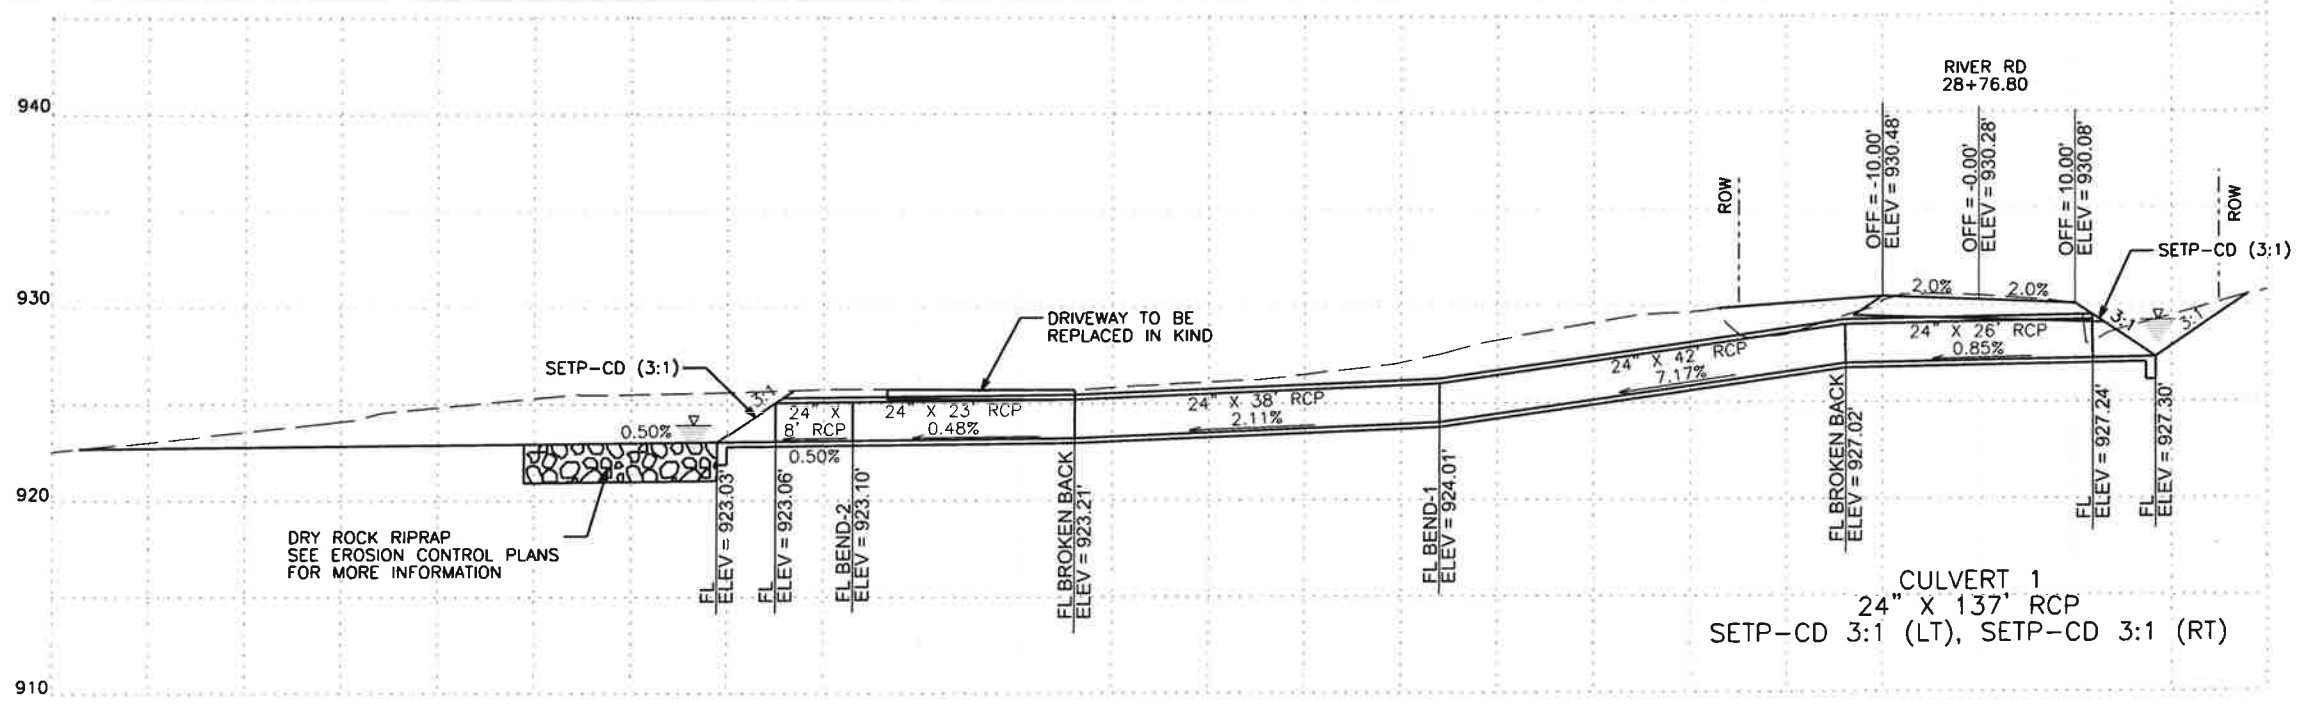 RIVER RD
28+76.80
940
930
920
910
ROW
OFF = -10.00'
ELEV = 930.48'
OFF = -0.00'
ELEV = 930.28'
OFF = 10.00'
ELEV = 930.08'
ROW
SETP-CD (3:1)
2.0%
2.0%
3:1
3:1
24" X 26' RCP
0.85%
24" X 42' RCP
7.17%
DRIVEWAY TO BE
REPLACED IN KIND
SETP-CD (3:1)
3:1
24" X
8' RCP
0.50%
24" X 23' RCP
0.48%
24" X 38' RCP
2.11%
0.50%
DRY ROCK RIPRAP
SEE EROSION CONTROL PLANS
FOR MORE INFORMATION
FL
ELEV = 923.03'
FL
ELEV = 923.06'
FL BEND-2
ELEV = 923.10'
FL BROKEN BACK
ELEV = 923.21'
FL BEND-1
ELEV = 924.01'
FL BROKEN BACK
ELEV = 927.02'
FL
ELEV = 927.24'
FL
ELEV = 927.30'
CULVERT 1
24" X 137' RCP
SETP-CD 3:1 (LT), SETP-CD 3:1 (RT)